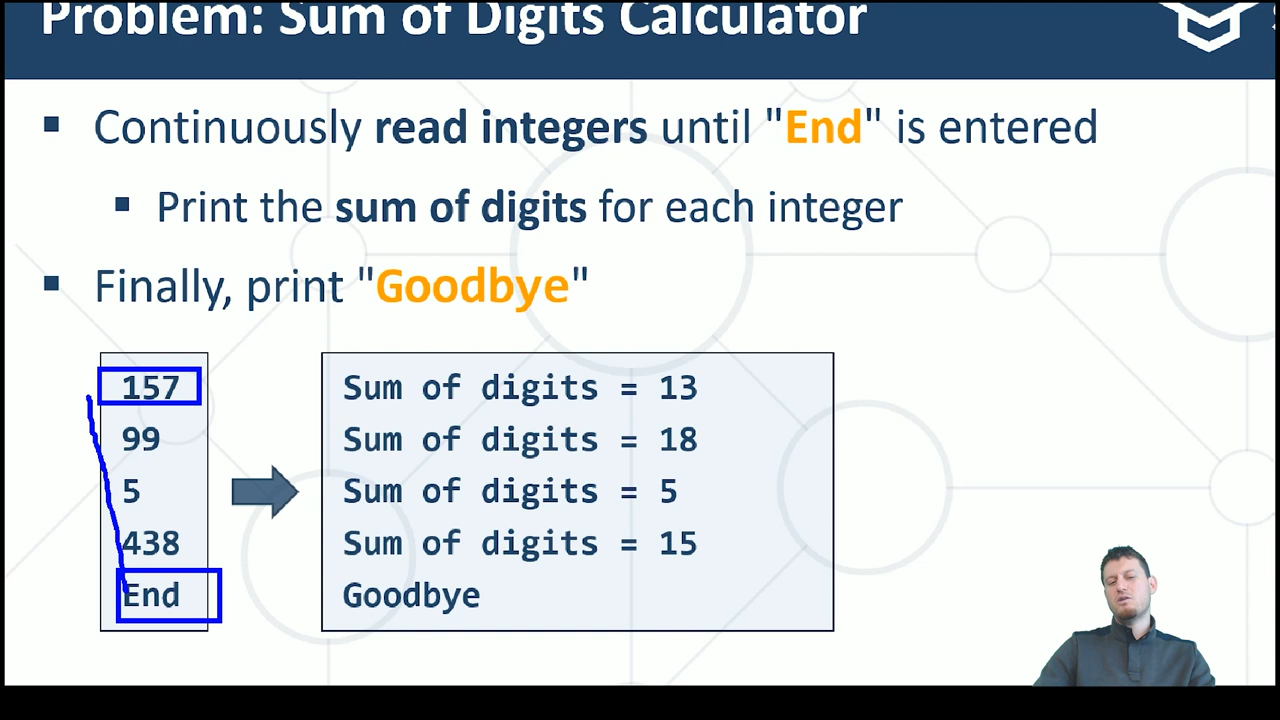 Problem: Sum of Digits Calculator
▪ Continuously read integers until "End" is entered
▪ Print the sum of digits for each integer
▪ Finally, print "Goodbye"
157
99
5
438
End
Sum of digits = 13
Sum of digits = 18
Sum of digits = 5
Sum of digits = 15
Goodbye